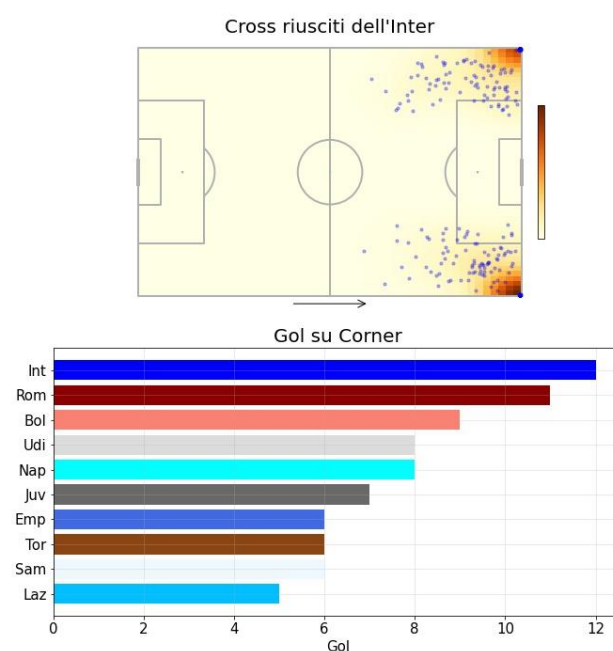 Cross riusciti dell'Inter
Gol su Corner
Int
Rom
Bol
Udi
Nap
Juv
Emp
Tor
Sam
Laz
0 2 4 6 8 10 12
Gol